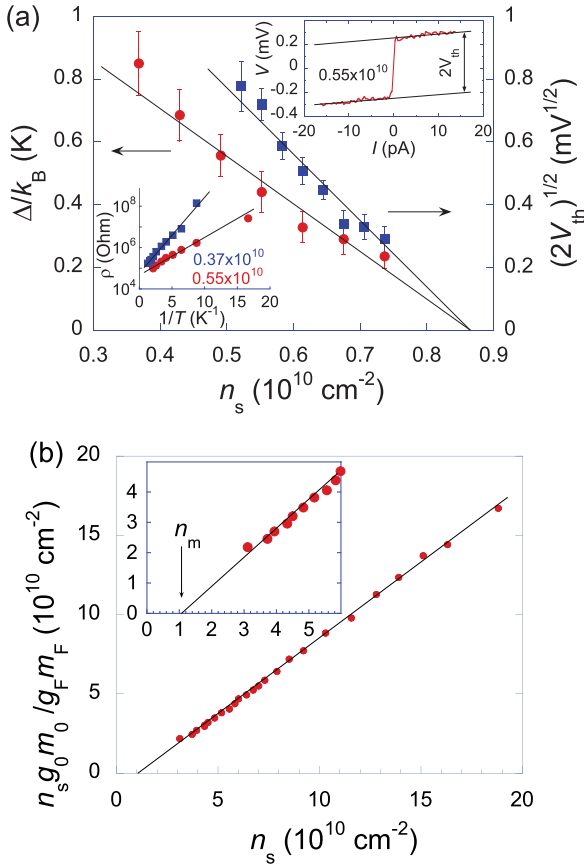 (a)
1
0.8
0.6
0.4
0.2
0
Δ/k_B (K)
1
0.8
0.6
0.4
0.2
0
(2V_th)^1/2 (mV^1/2)
0.4
0.2
0
−0.2
−0.4
V (mV)
0.55x10^10
2V_th
−20 −10 0 10 20
I (pA)
10^8
10^6
10^4
ρ (Ohm)
0.37x10^10
0.55x10^10
0 5 10 15 20
1/T (K^-1)
0.3 0.4 0.5 0.6 0.7 0.8 0.9
n_s (10^10 cm^-2)
(b)
20
15
10
5
0
n_s g_0 m_0 /g_F m_F (10^10 cm^-2)
4
3
2
1
0
n_m
0 1 2 3 4 5
0 5 10 15 20
n_s (10^10 cm^-2)